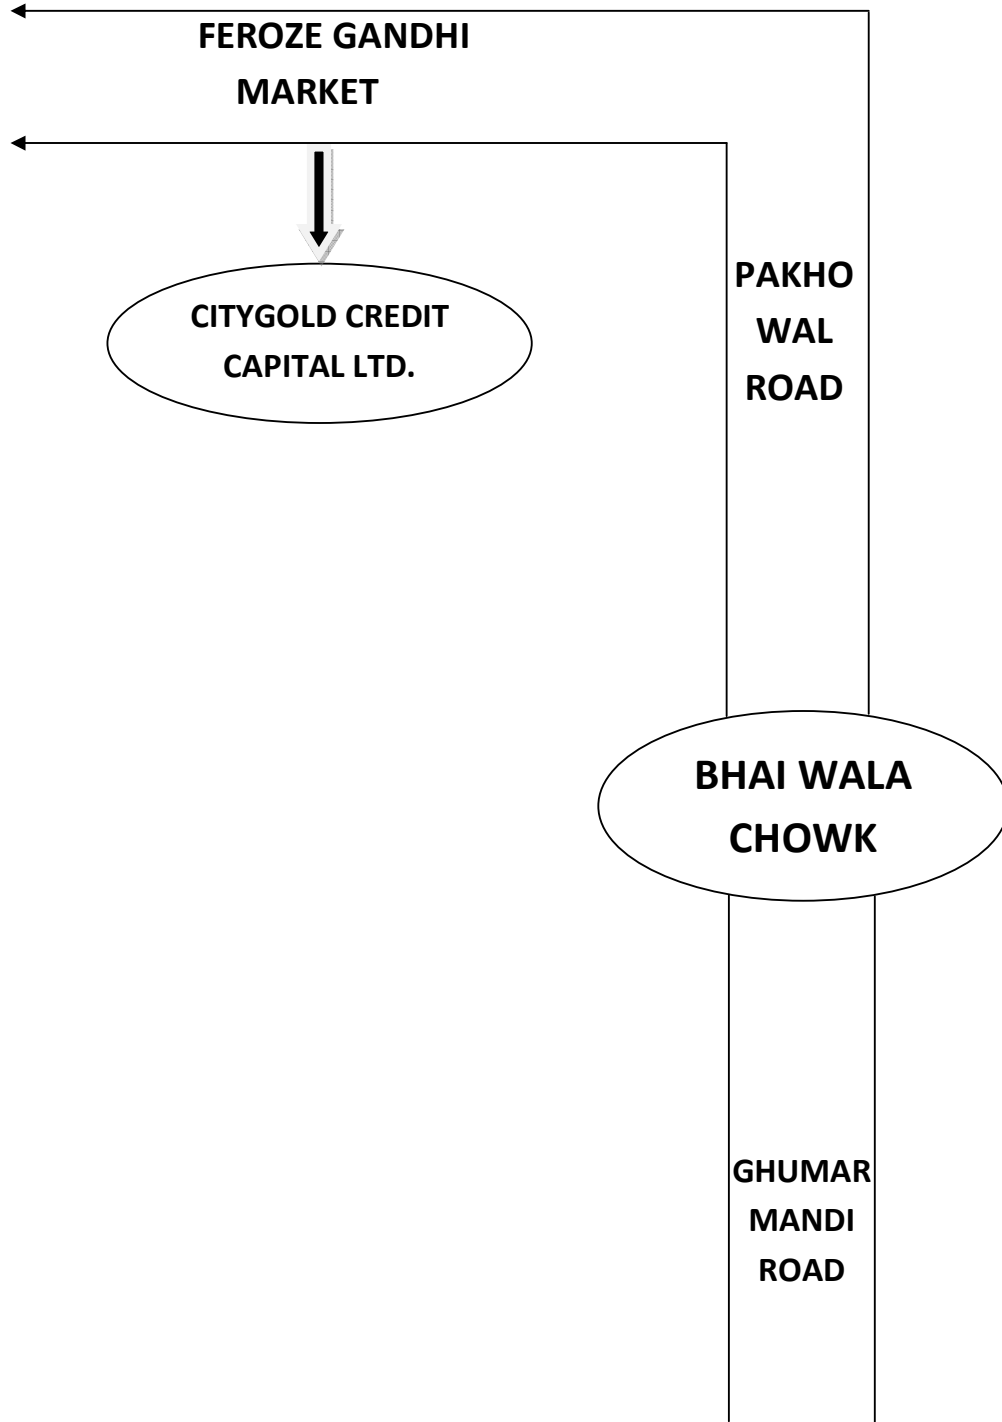 FEROZE GANDHI
MARKET
PAKHO
WAL
ROAD
CITYGOLD CREDIT
CAPITAL LTD.
BHAI WALA
CHOWK
GHUMAR
MANDI
ROAD